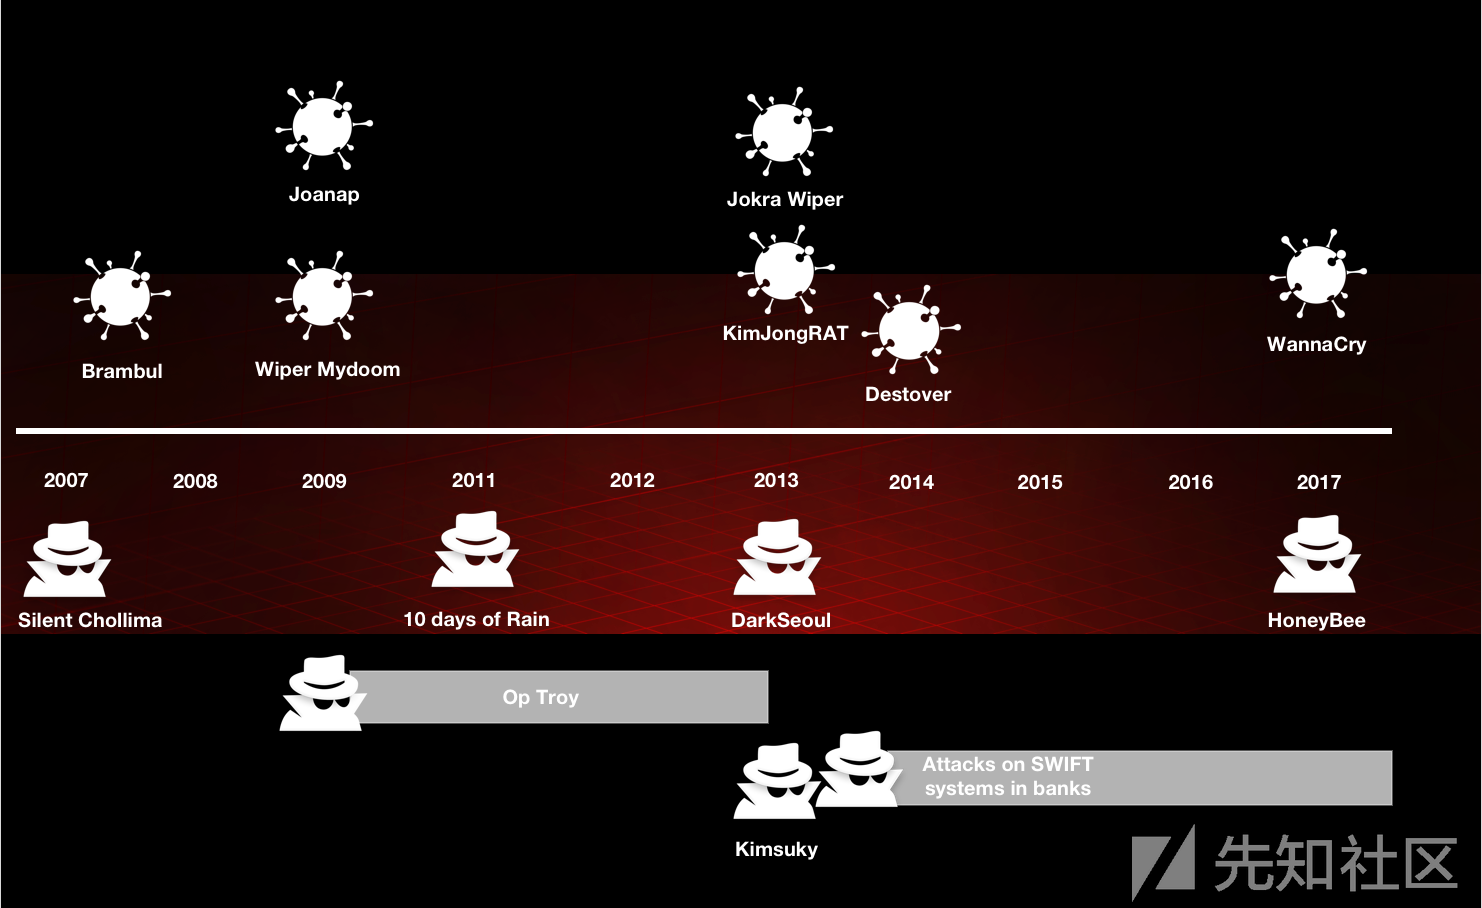 Joanap
Jokra Wiper
KimJongRAT
WannaCry
Brambul
Wiper Mydoom
Destover
2007
2008
2009
2011
2012
2013
2014
2015
2016
2017
Silent Chollima
10 days of Rain
DarkSeoul
HoneyBee
Op Troy
Attacks on SWIFT
systems in banks
Kimsuky
先知社区